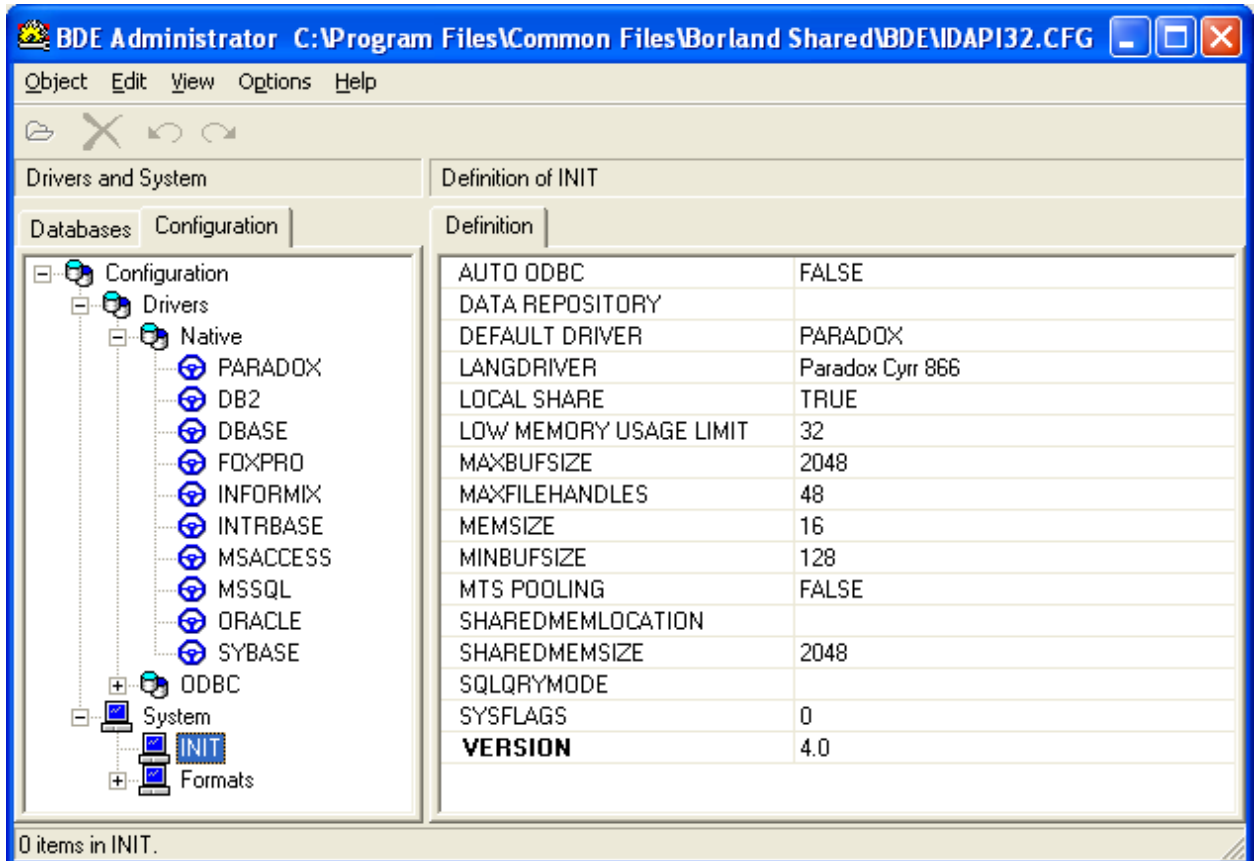 BDE Administrator C:\Program Files\Common Files\Borland Shared\BDE\IDAPI32.CFG
Object Edit View Options Help
Drivers and System
Definition of INIT
Databases Configuration
Definition
Configuration
Drivers
Native
PARADOX
DB2
DBASE
FOXPRO
INFORMIX
INTRBASE
MSACCESS
MSSQL
ORACLE
SYBASE
ODBC
System
INIT
Formats
AUTO ODBC FALSE
DATA REPOSITORY
DEFAULT DRIVER PARADOX
LANGDRIVER Paradox Cyrr 866
LOCAL SHARE TRUE
LOW MEMORY USAGE LIMIT 32
MAXBUFSIZE 2048
MAXFILEHANDLES 48
MEMSIZE 16
MINBUFSIZE 128
MTS POOLING FALSE
SHAREDMEMLOCATION
SHAREDMEMSIZE 2048
SQLQRYMODE
SYSFLAGS 0
VERSION 4.0
0 items in INIT.